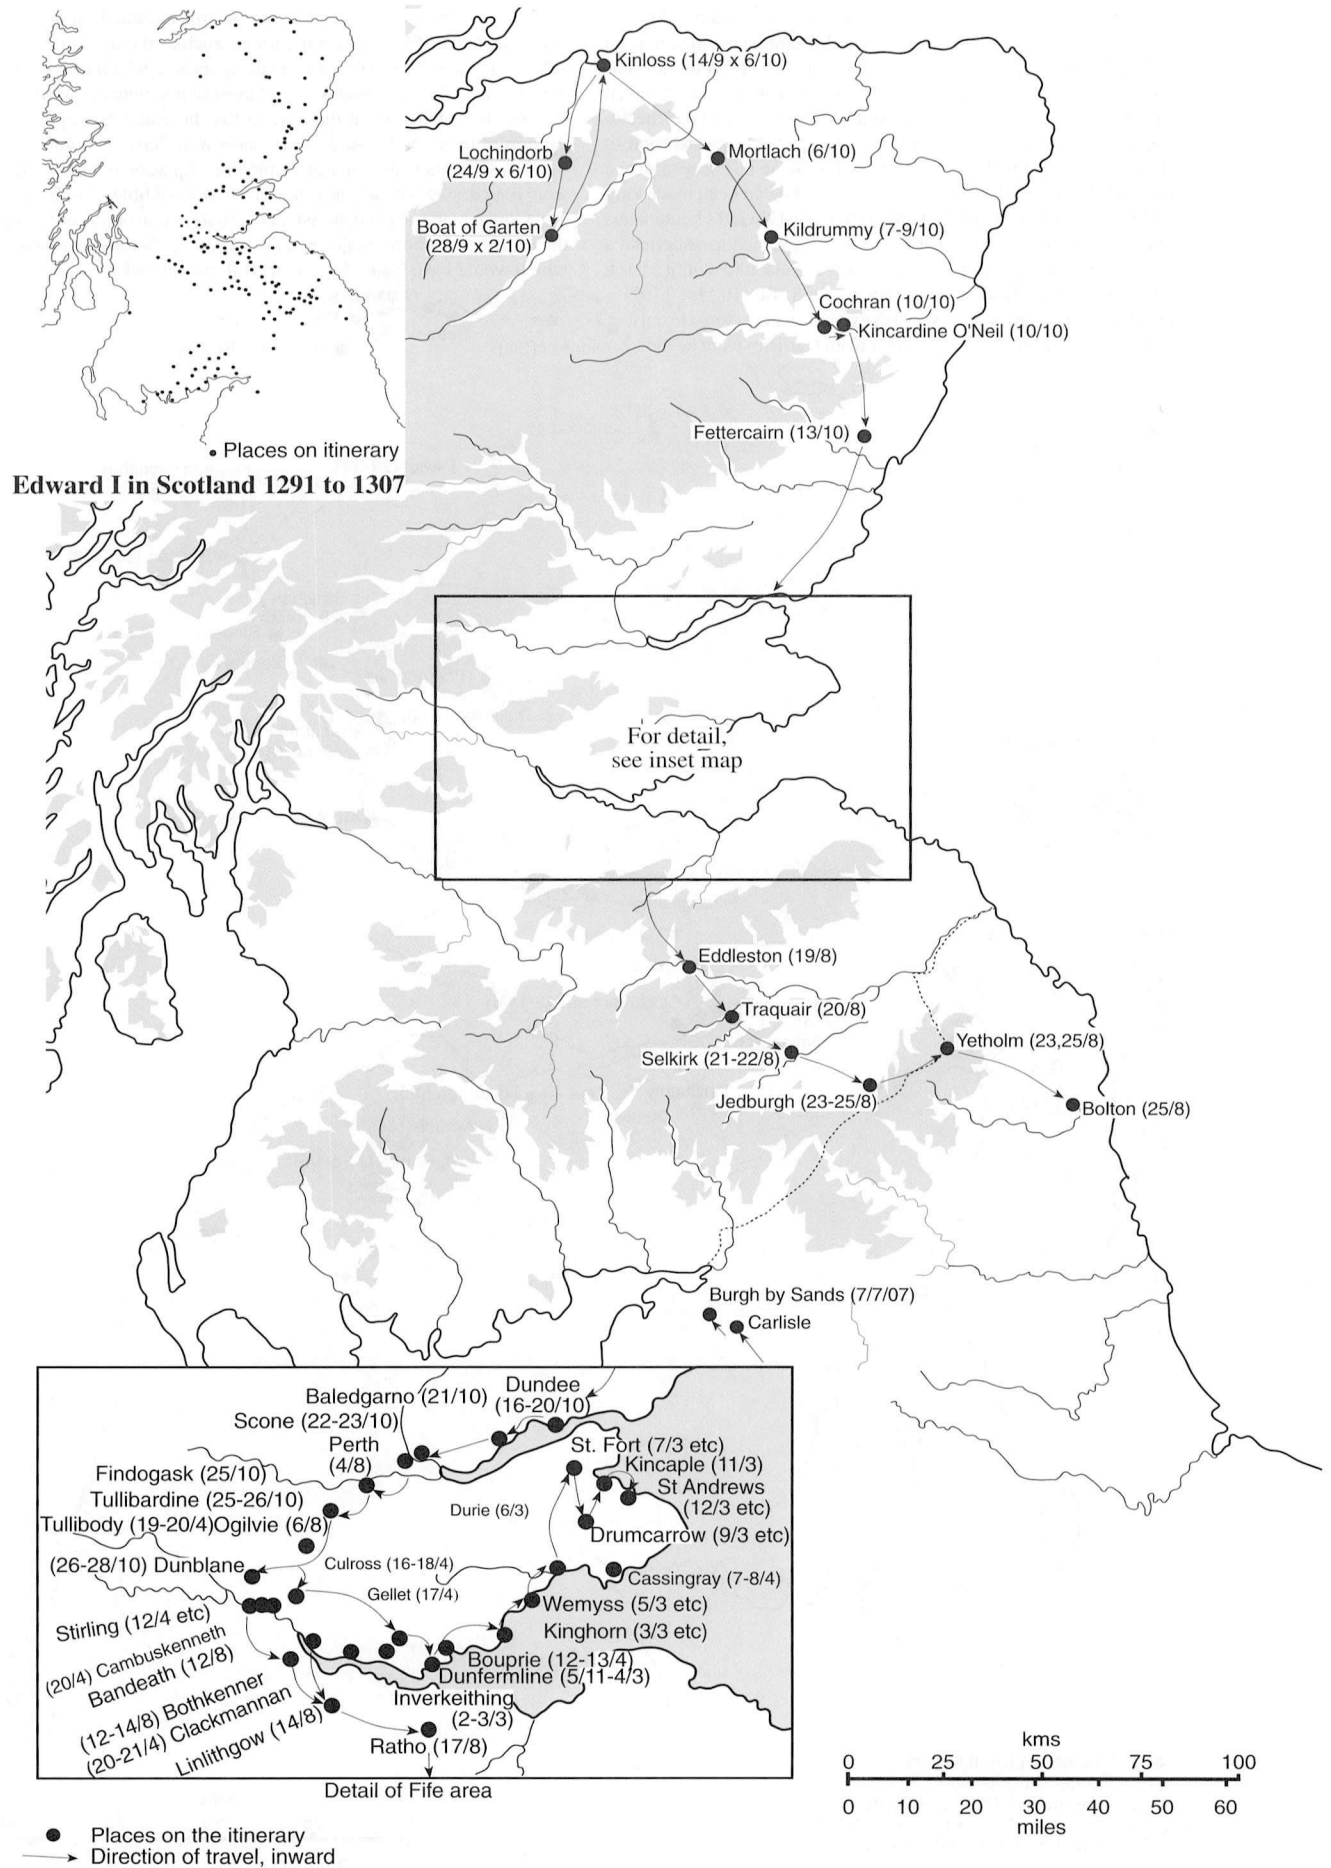 Kinloss (14/9 x 6/10)
Lochindorb
(24/9 x 6/10)
Mortlach (6/10)
Boat of Garten
(28/9 x 2/10)
Kildrummy (7-9/10)
Cochran (10/10)
Kincardine O'Neil (10/10)
Fettercairn (13/10)
Places on itinerary
Edward I in Scotland 1291 to 1307
For detail,
see inset map
Eddleston (19/8)
Traquair (20/8)
Selkirk (21-22/8)
Yetholm (23,25/8)
Jedburgh (23-25/8)
Bolton (25/8)
Burgh by Sands (7/7/07)
Carlisle
Baledgarno (21/10)
Dundee
(16-20/10)
Scone (22-23/10)
Perth
(4/8)
St. Fort (7/3 etc)
Kincaple (11/3)
St Andrews
(12/3 etc)
Findogask (25/10)
Tullibardine (25-26/10)
Durie (6/3)
Tullibody (19-20/4)
Ogilvie (6/8)
Drumcarrow (9/3 etc)
(26-28/10) Dunblane
Culross (16-18/4)
Cassingray (7-8/4)
Gellet (17/4)
Wemyss (5/3 etc)
Stirling (12/4 etc)
Kinghorn (3/3 etc)
(20/4) Cambuskenneth
Bouprie (12-13/4)
Bandeath (12/8)
Dunfermline (5/11-4/3)
(12-14/8) Bothkenner
Inverkeithing
(2-3/3)
(20-21/4) Clackmannan
Linlithgow (14/8)
Ratho (17/8)
Detail of Fife area
kms
0 25 50 75 100
0 10 20 30 40 50 60
miles
Places on the itinerary
Direction of travel, inward